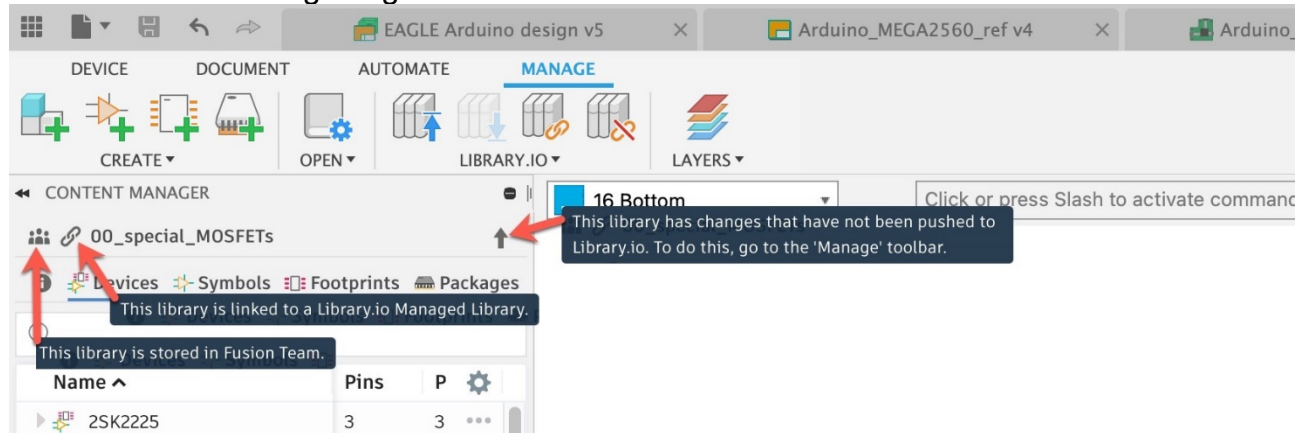 EAGLE Arduino design v5
Arduino_MEGA2560_ref v4
Arduino_
DEVICE DOCUMENT AUTOMATE MANAGE
CREATE OPEN LIBRARY.IO LAYERS
CONTENT MANAGER
16 Bottom
Click or press Slash to activate command
This library has changes that have not been pushed to
Library.io. To do this, go to the 'Manage' toolbar.
00_special_MOSFETs
Devices Symbols Footprints Packages
This library is linked to a Library.io Managed Library.
This library is stored in Fusion Team.
Name Pins P
2SK2225 3 3